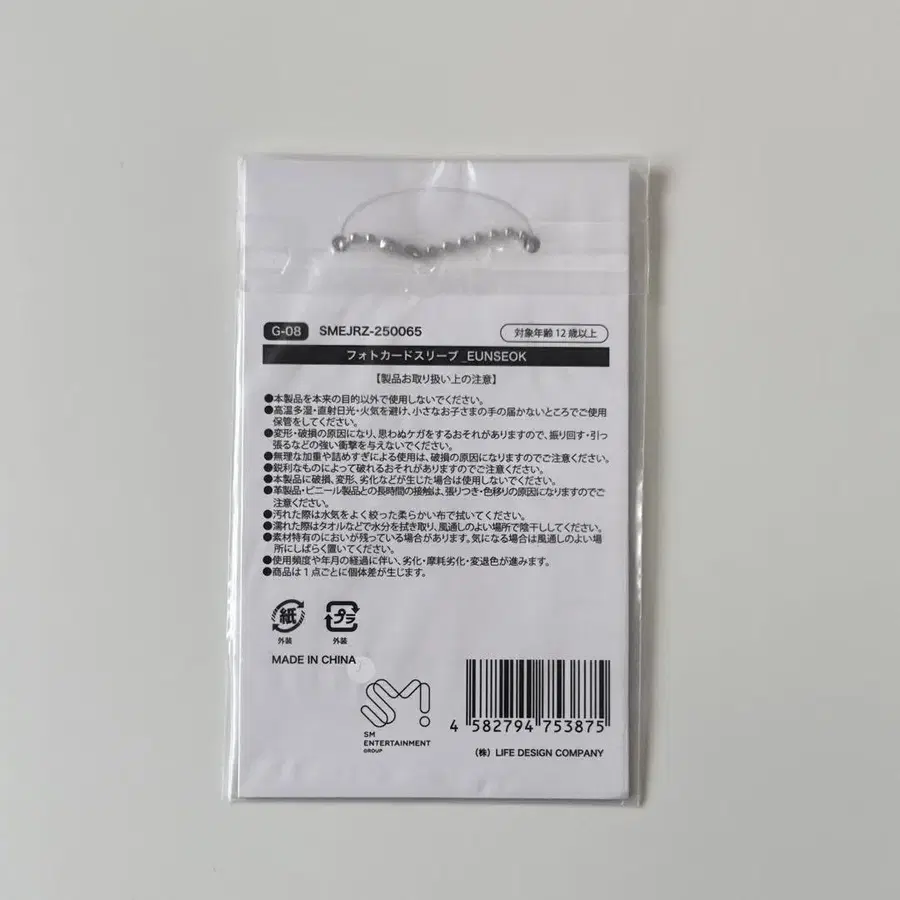 G-08 SMEJRZ-250065 対象年齢12歳以上
フォトカードスリーブ_EUNSEOK
【製品お取り扱い上の注意】
●本製品を本来の目的以外で使用しないでください。
●高温多湿・直射日光・火気を避け、小さなお子さまの手の届かないところでご使用
保管をしてください。
●変形・破損の原因になり、思わぬケガをするおそれがありますので、振り回す・引っ
張るなどの強い衝撃を与えないでください。
●無理な加重や詰めすぎによる使用は、破損の原因になりますのでご注意ください。
●鋭利なものによって破れるおそれがありますのでご注意ください。
●本製品に破損、変形、劣化などが生じた場合は使用しないでください。
●革製品・ビニール製品との長時間の接触は、張りつき・色移りの原因になりますのでご
注意ください。
●汚れた際は水気をよく絞った柔らかい布で拭いてください。
●濡れた際はタオルなどで水分を拭き取り、風通しのよい場所で陰干ししてください。
●素材特有のにおいが残っている場合があります。気になる場合は風通しのよい場
所にしばらく置いてください。
●使用頻度や年月の経過に伴い、劣化・摩耗劣化・変退色が進みます。
●商品は1点ごとに個体差が生じます。
紙 プラ
外装 外装
MADE IN CHINA
SM
SM
ENTERTAINMENT
GROUP
4 582794 753875
(株) LIFE DESIGN COMPANY